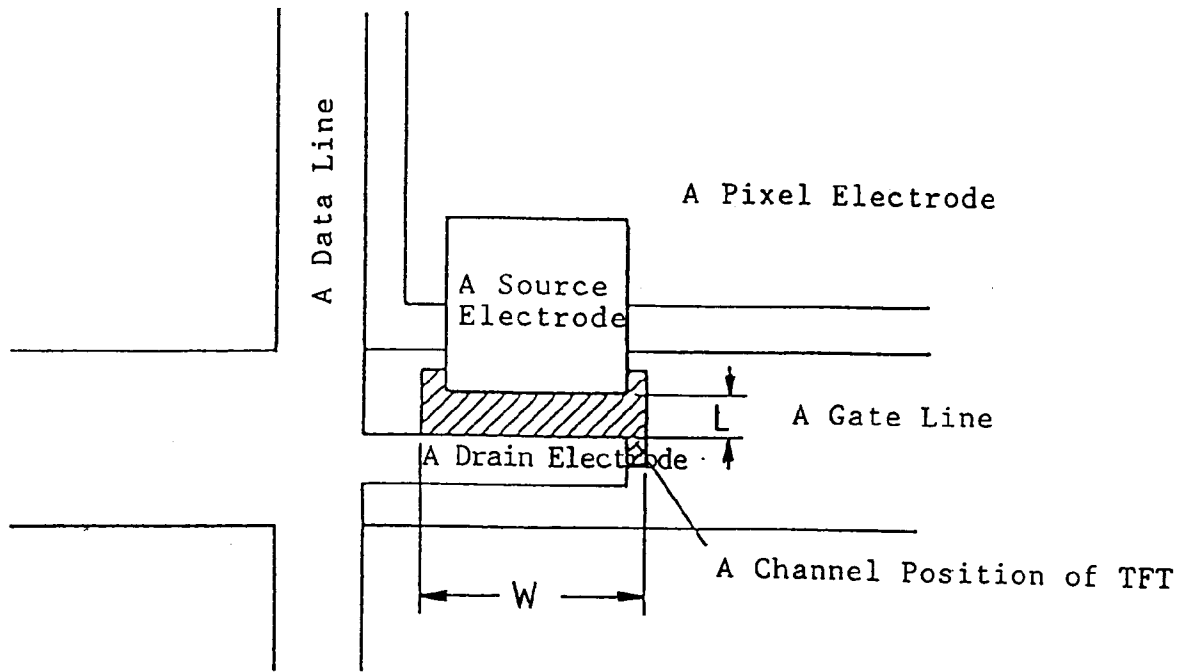 A Data Line
A Pixel Electrode
A Source
Electrode
L
A Gate Line
A Drain Electrode
A Channel Position of TFT
W